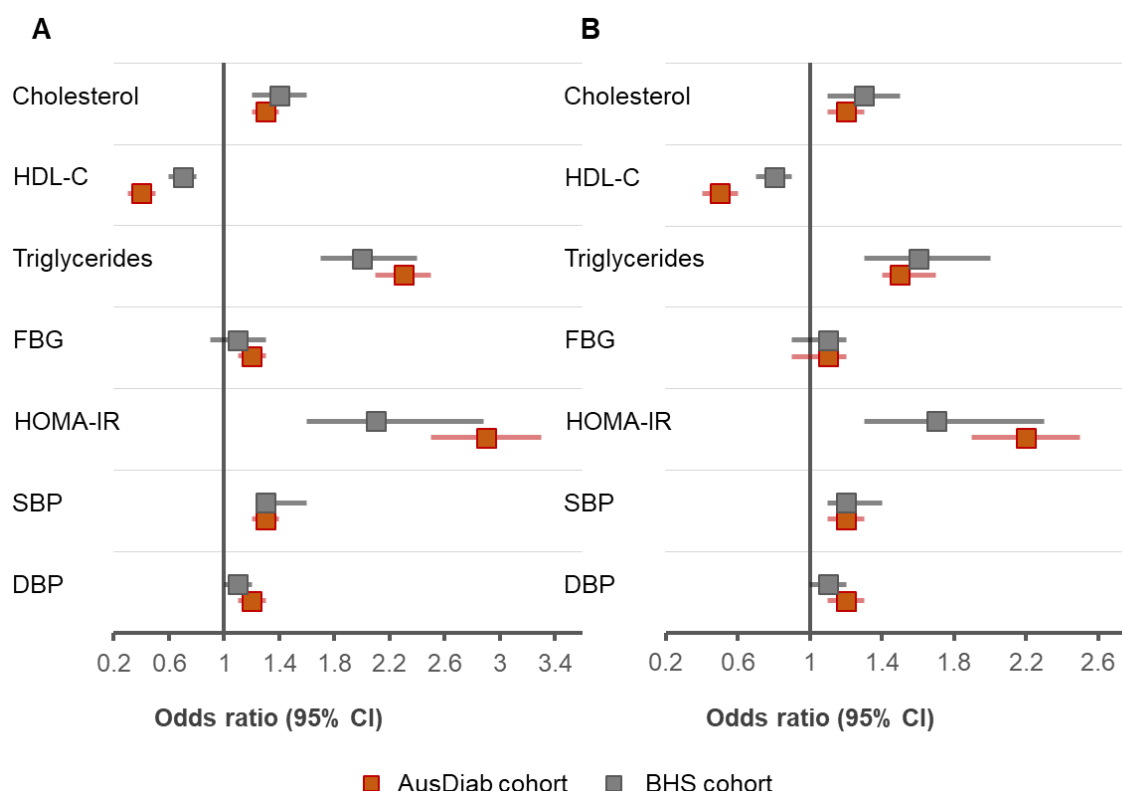 A
Cholesterol
HDL-C
Triglycerides
FBG
HOMA-IR
SBP
DBP
0.2 0.6 1 1.4 1.8 2.2 2.6 3 3.4
Odds ratio (95% CI)
B
Cholesterol
HDL-C
Triglycerides
FBG
HOMA-IR
SBP
DBP
0.2 0.6 1 1.4 1.8 2.2 2.6
Odds ratio (95% CI)
AusDiab cohort BHS cohort